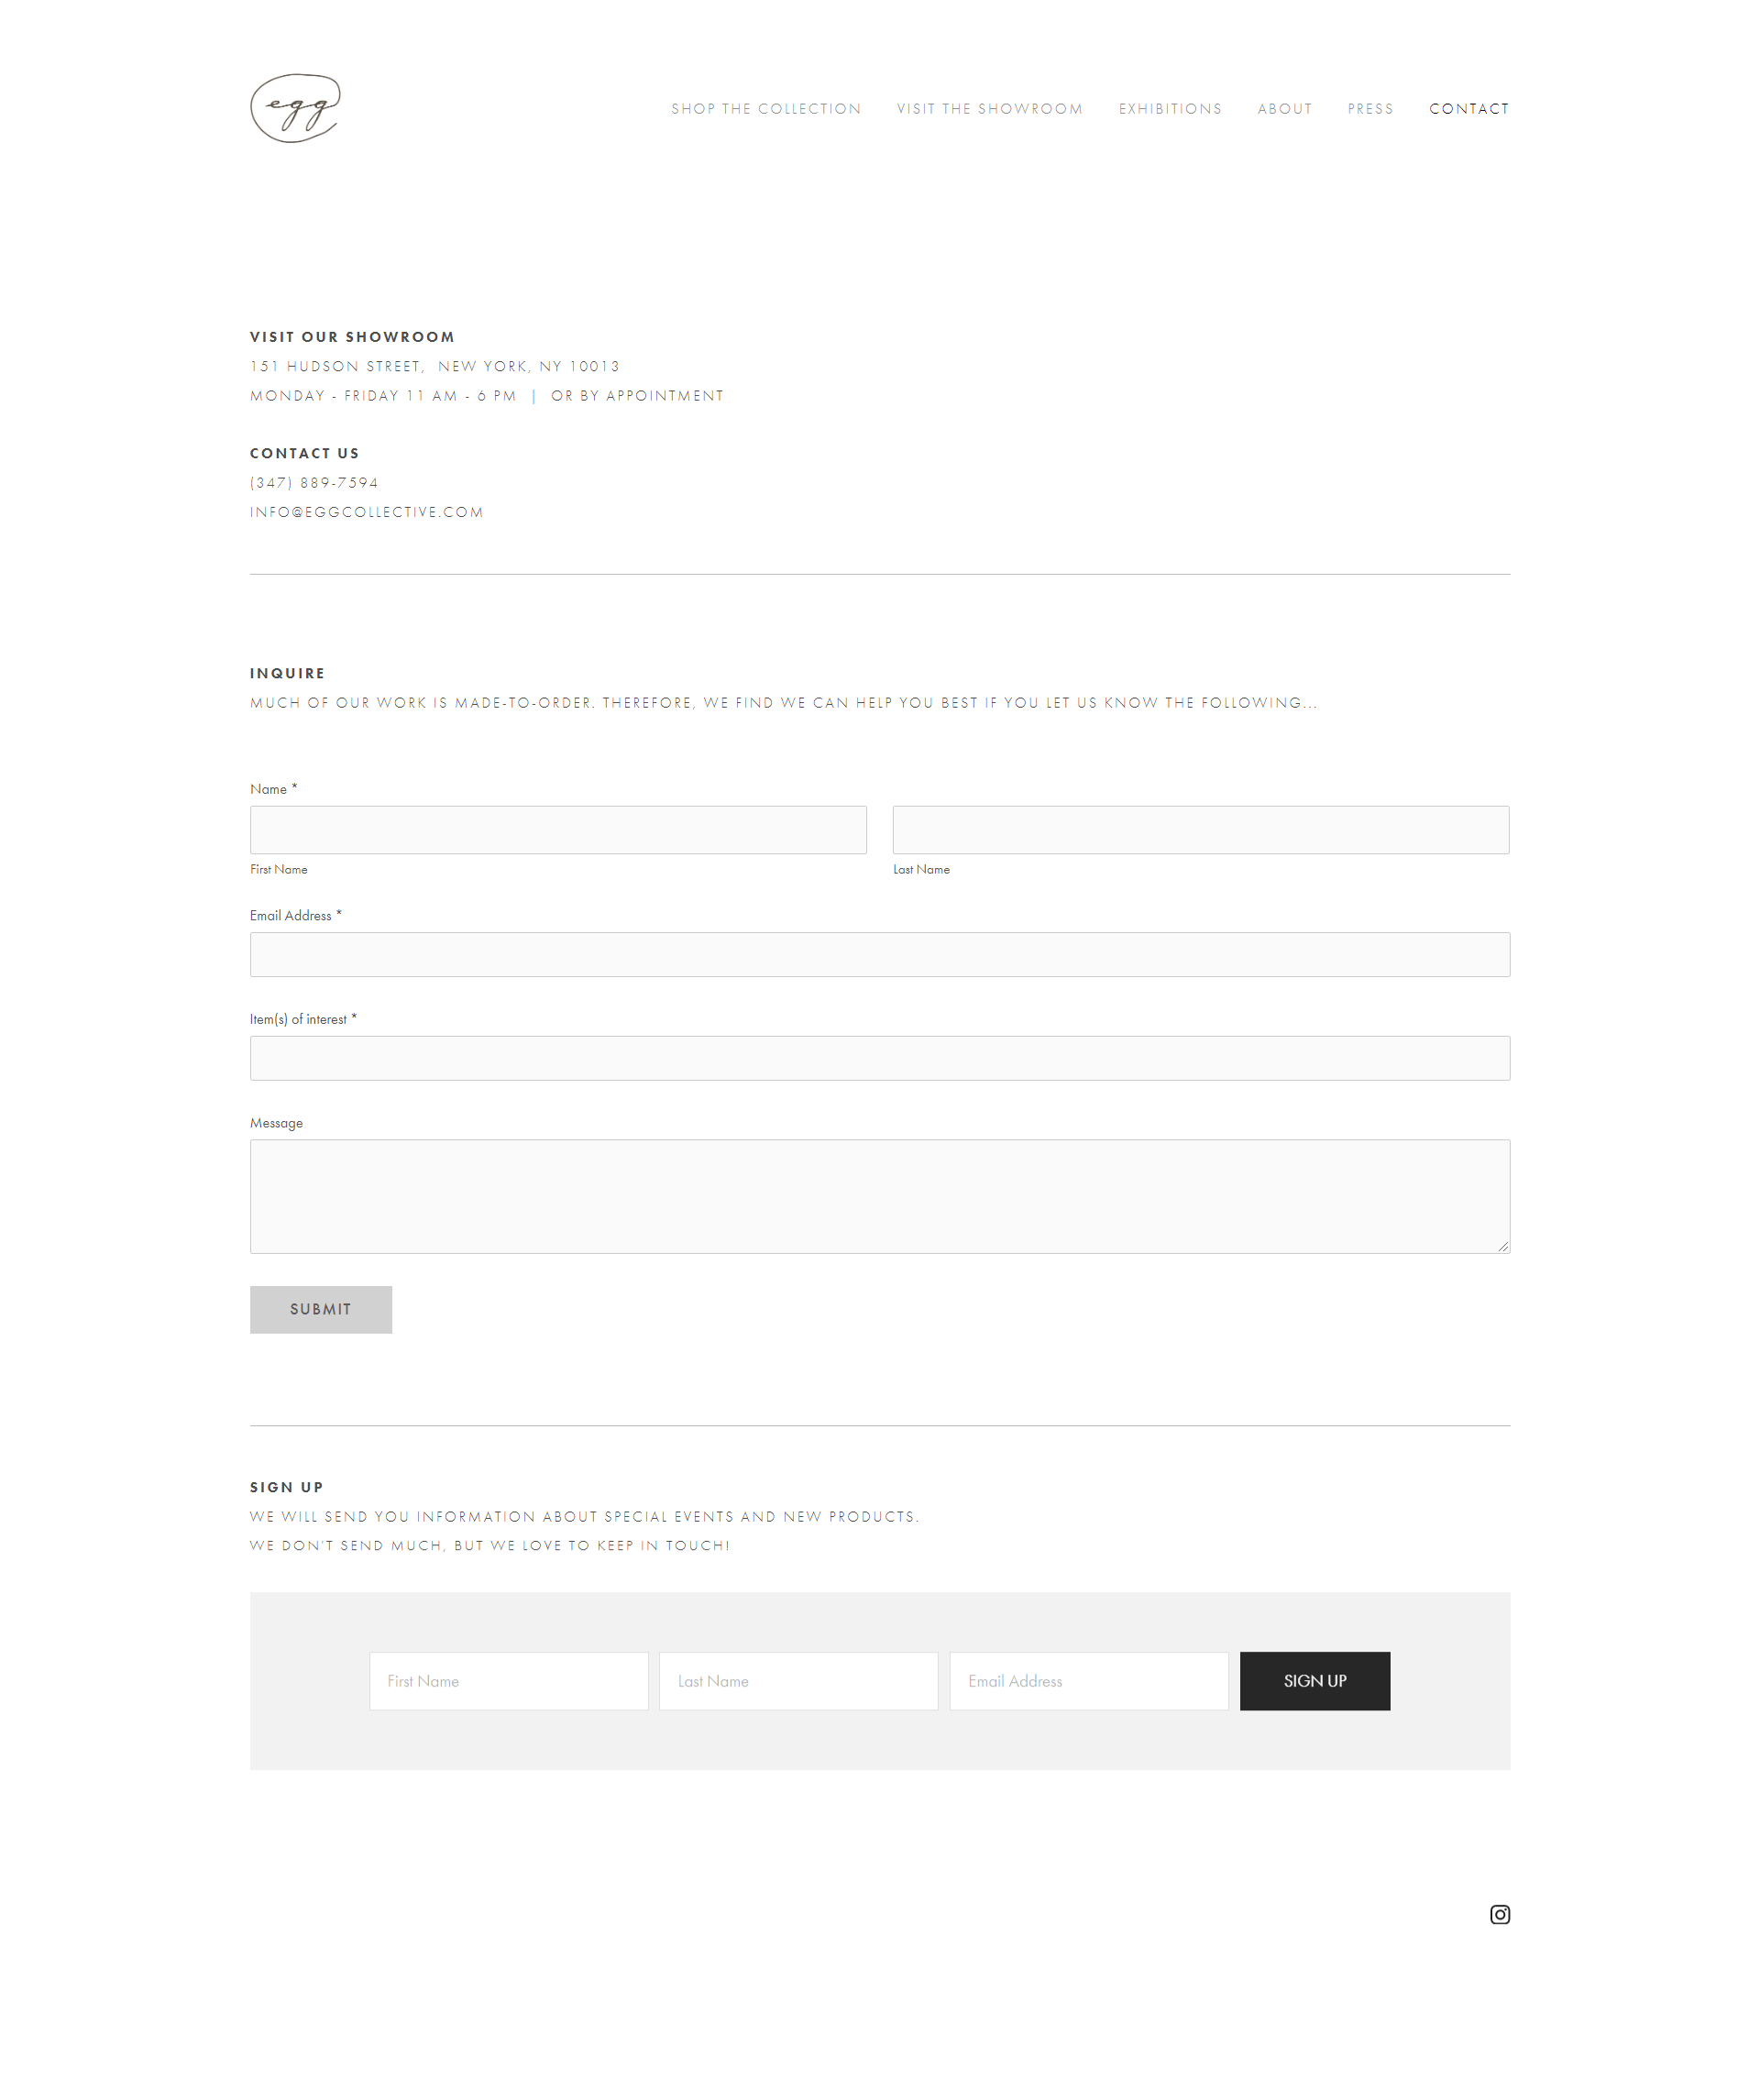 egg
SHOP THE COLLECTION VISIT THE SHOWROOM EXHIBITIONS ABOUT PRESS CONTACT
VISIT OUR SHOWROOM
151 HUDSON STREET, NEW YORK, NY 10013
MONDAY - FRIDAY 11 AM - 6 PM | OR BY APPOINTMENT
CONTACT US
(347) 889-7594
INFO@EGGCOLLECTIVE.COM
INQUIRE
MUCH OF OUR WORK IS MADE-TO-ORDER. THEREFORE, WE FIND WE CAN HELP YOU BEST IF YOU LET US KNOW THE FOLLOWING...
Name *
First Name Last Name
Email Address *
Item(s) of interest *
Message
SUBMIT
SIGN UP
WE WILL SEND YOU INFORMATION ABOUT SPECIAL EVENTS AND NEW PRODUCTS.
WE DON'T SEND MUCH, BUT WE LOVE TO KEEP IN TOUCH!
First Name Last Name Email Address SIGN UP